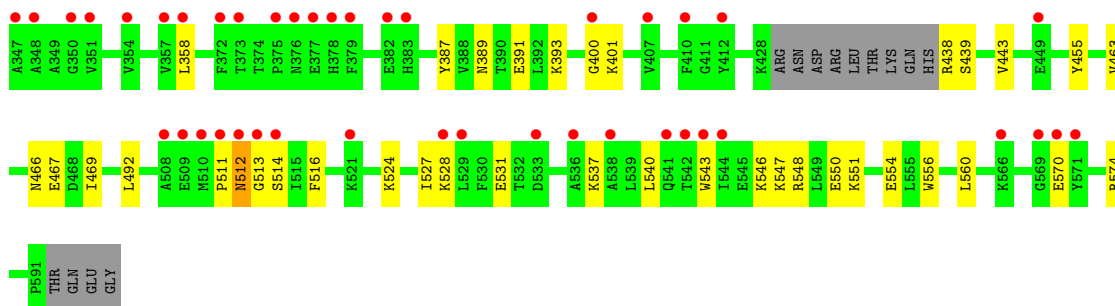 A347 A348 A349 G350 V351 V354 V357 L358 F372 T373 T374 P375 N376 E377 H378 F379 E382 H383 Y387 V388 N389 T390 E391 L392 K393 G400 K401 V407 F410 G411 Y412 K428 ARG ASN ASP ARG LEU THR LYS GLN HIS R438 S439 V443 E449 Y455
N466 E467 D468 I469 L492 A508 E509 M510 P511 N512 G513 S514 I515 F516 K521 K524 I527 K528 L529 F530 E531 T532 D533 A536 K537 A538 L539 L540 Q541 T542 W543 I544 E545 K546 K547 R548 L549 E550 K551 E554 L555 W556 L560 K566 G569 E570 Y571
P591 THR GLN GLU GLY